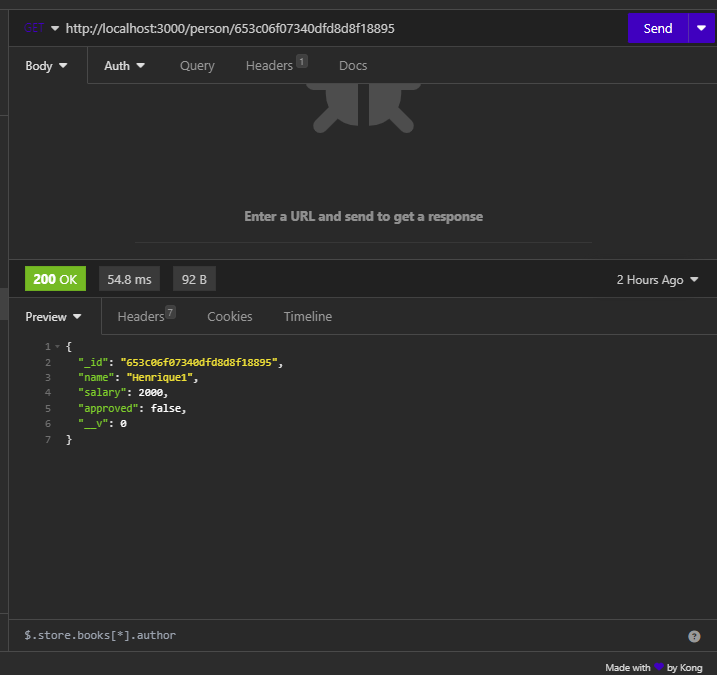 GET http://localhost:3000/person/653c06f07340dfd8d8f18895 Send
Body Auth Query Headers 1 Docs
Enter a URL and send to get a response
200 OK 54.8 ms 92 B 2 Hours Ago
Preview Headers 7 Cookies Timeline
1 {
2 "_id": "653c06f07340dfd8d8f18895",
3 "name": "Henrique1",
4 "salary": 2000,
5 "approved": false,
6 "__v": 0
7 }
$.store.books[*].author ?
Made with by Kong